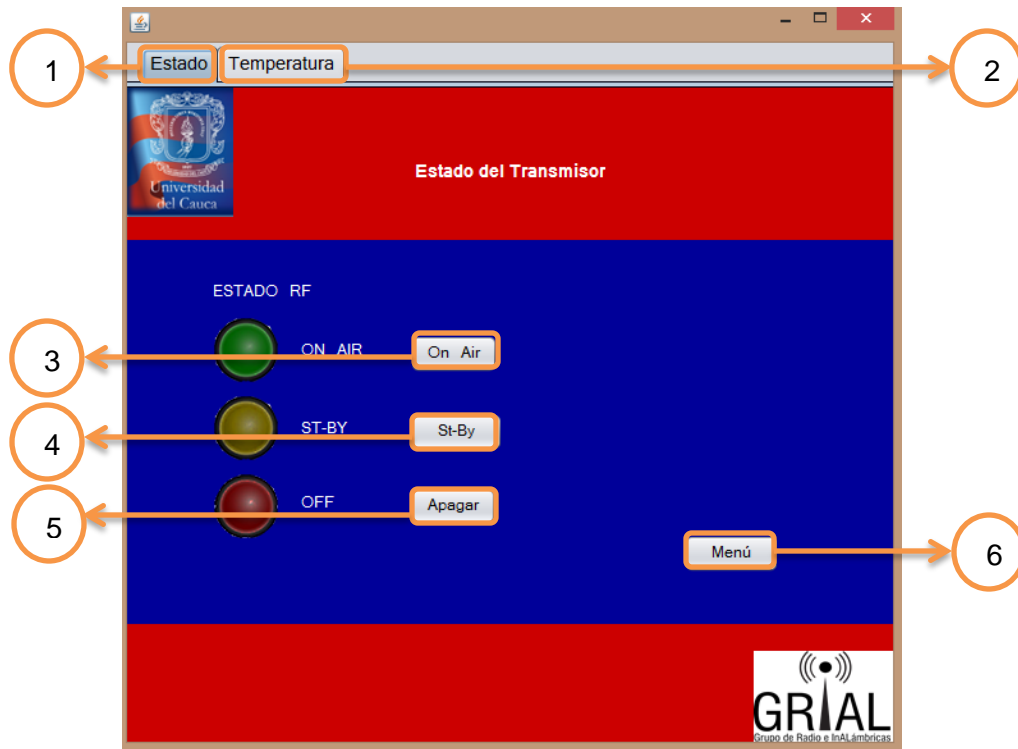 1
Estado
Temperatura
2
Universidad
del Cauca
Estado del Transmisor
ESTADO RF
3
ON AIR
On Air
4
ST-BY
St-By
5
OFF
Apagar
Menú
6
GRIAL
Grupo de Radio e InALámbricas